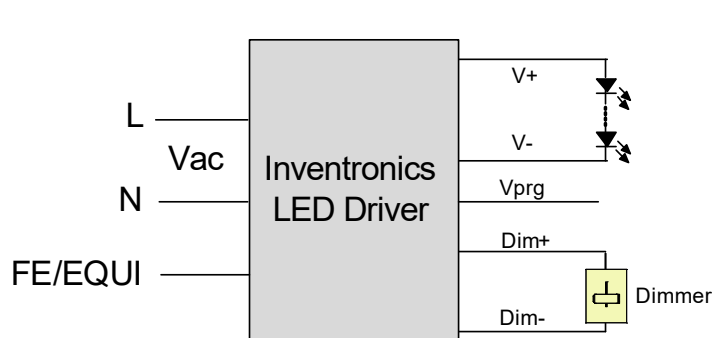 L
Vac
N
FE/EQUI
Inventronics
LED Driver
V+
V-
Vprg
Dim+
Dim-
Dimmer